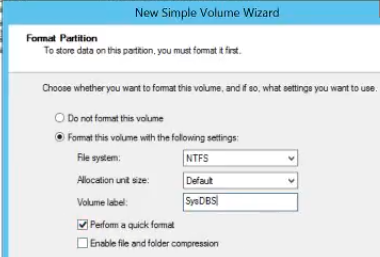 New Simple Volume Wizard
Format Partition
To store data on this partition, you must format it first.
Choose whether you want to format this volume, and if so, what settings you want to use.
Do not format this volume
Format this volume with the following settings:
File system: NTFS
Allocation unit size: Default
Volume label: SysDBS
Perform a quick format
Enable file and folder compression